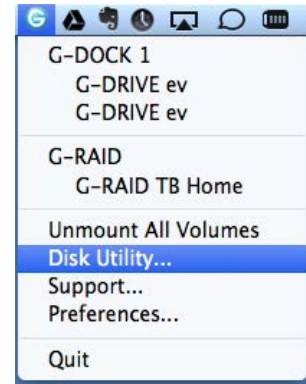 G
G-DOCK 1
G-DRIVE ev
G-DRIVE ev
G-RAID
G-RAID TB Home
Unmount All Volumes
Disk Utility...
Support...
Preferences...
Quit